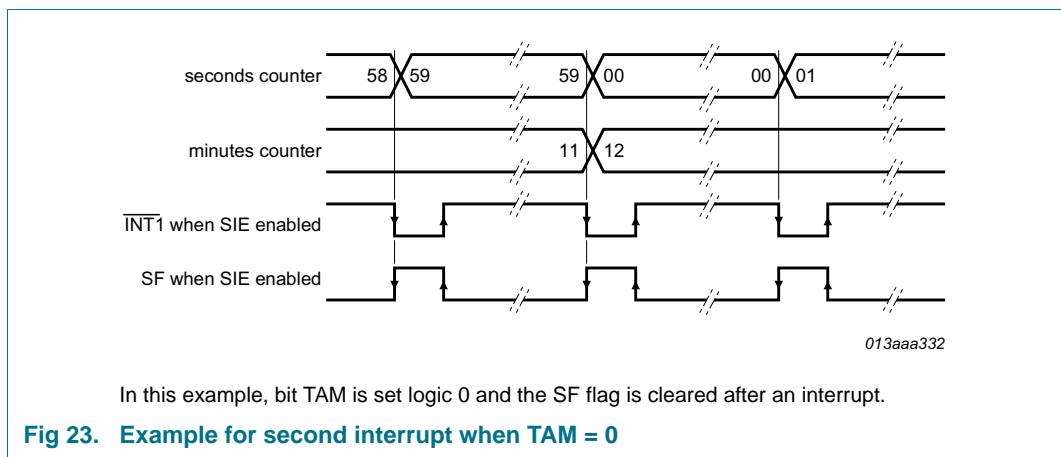 seconds counter 58 59 59 00 00 01
minutes counter 11 12
INT1 when SIE enabled
SF when SIE enabled
013aaa332
In this example, bit TAM is set logic 0 and the SF flag is cleared after an interrupt.
Fig 23. Example for second interrupt when TAM = 0